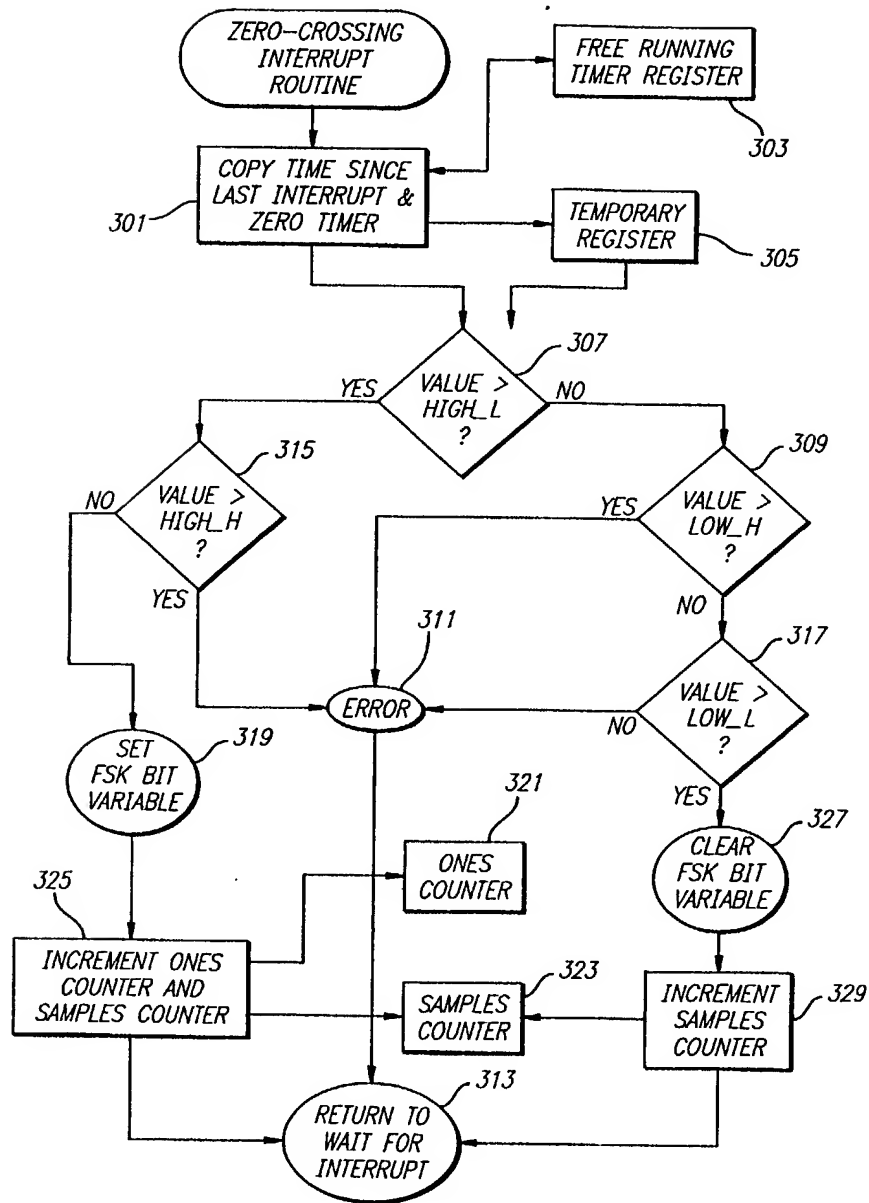 ZERO-CROSSING
INTERRUPT
ROUTINE
FREE RUNNING
TIMER REGISTER
303
COPY TIME SINCE
LAST INTERRUPT &
ZERO TIMER
301
TEMPORARY
REGISTER
305
307
VALUE >
HIGH_L
?
YES
NO
315
VALUE >
HIGH_H
?
NO
YES
309
VALUE >
LOW_H
?
YES
NO
311
ERROR
317
VALUE >
LOW_L
?
NO
YES
SET
FSK BIT
VARIABLE
319
321
ONES
COUNTER
327
CLEAR
FSK BIT
VARIABLE
325
INCREMENT ONES
COUNTER AND
SAMPLES COUNTER
323
SAMPLES
COUNTER
INCREMENT
SAMPLES
COUNTER
329
313
RETURN TO
WAIT FOR
INTERRUPT